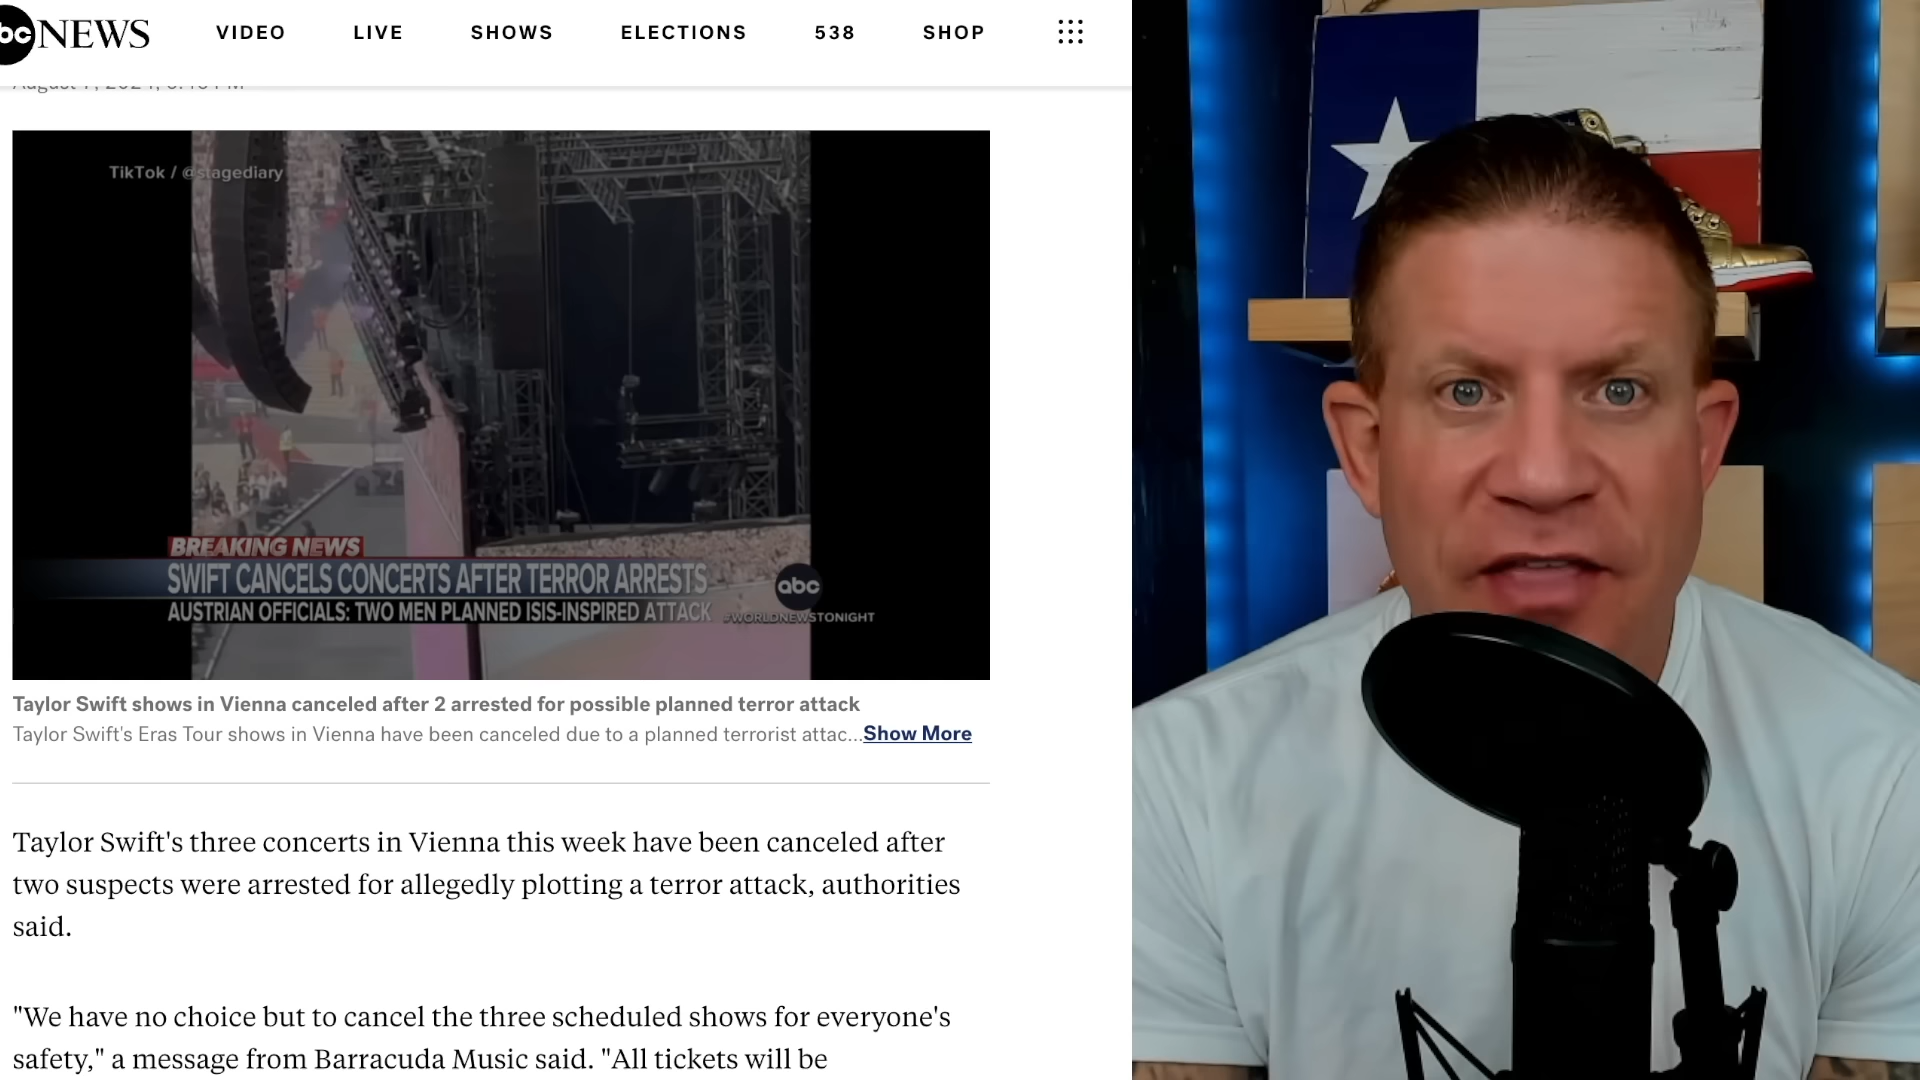 bc NEWS
VIDEO LIVE SHOWS ELECTIONS 538 SHOP
TikTok / @stagediary
BREAKING NEWS
SWIFT CANCELS CONCERTS AFTER TERROR ARRESTS
AUSTRIAN OFFICIALS: TWO MEN PLANNED ISIS-INSPIRED ATTACK
abc
#WORLDNEWSTONIGHT
Taylor Swift shows in Vienna canceled after 2 arrested for possible planned terror attack
Taylor Swift's Eras Tour shows in Vienna have been canceled due to a planned terrorist attac...Show More
Taylor Swift's three concerts in Vienna this week have been canceled after
two suspects were arrested for allegedly plotting a terror attack, authorities
said.
"We have no choice but to cancel the three scheduled shows for everyone's
safety," a message from Barracuda Music said. "All tickets will be